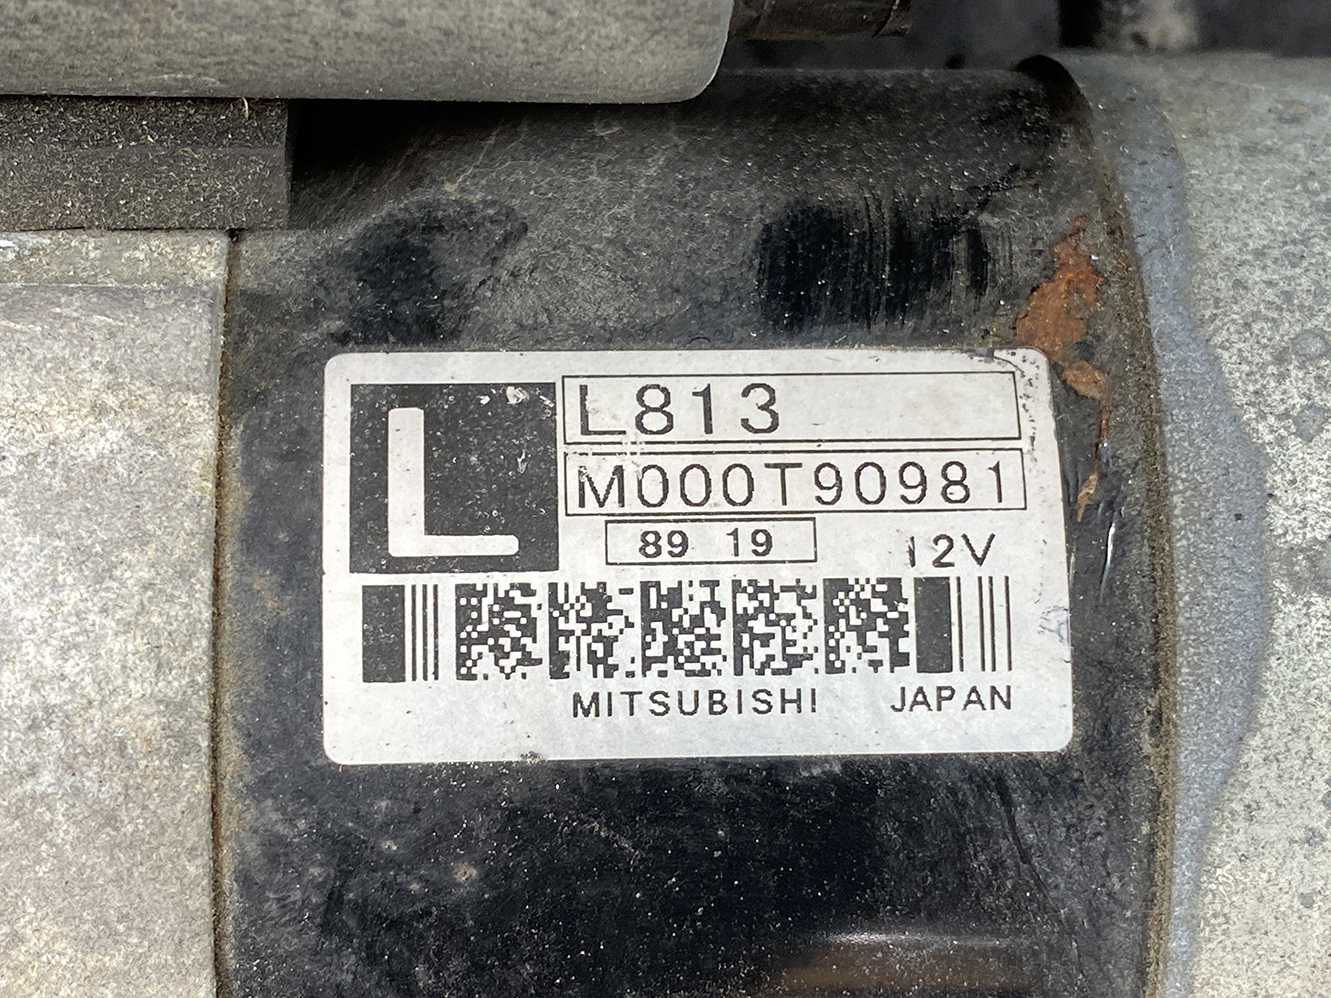 L
L813
M000T90981
89 19
12V
MITSUBISHI JAPAN